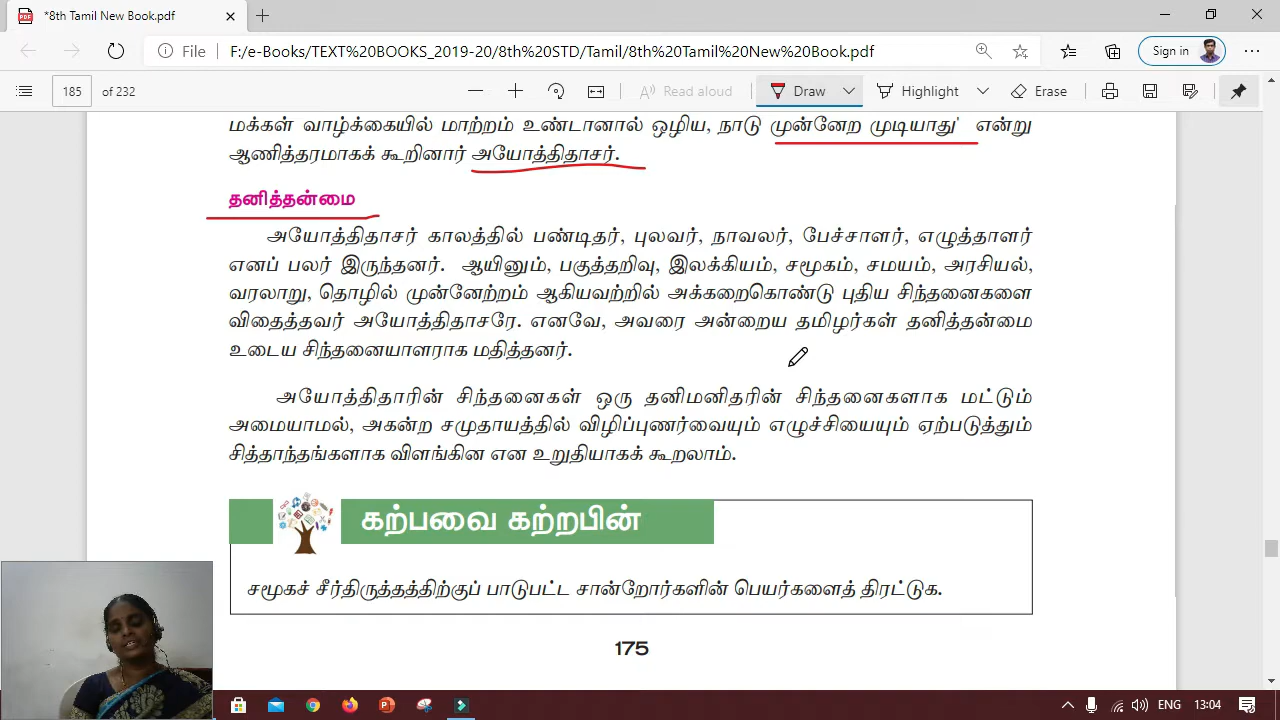 *8th Tamil New Book.pdf
File F:/e-Books/TEXT%20BOOKS_2019-20/8th%20STD/Tamil/8th%20Tamil%20New%20Book.pdf Sign in
185 of 232 Read aloud Draw Highlight Erase
மக்கள் வாழ்க்கையில் மாற்றம் உண்டானால் ஒழிய, நாடு முன்னேற முடியாது' என்று
ஆணித்தரமாகக் கூறினார் அயோத்திதாசர்.
தனித்தன்மை
அயோத்திதாசர் காலத்தில் பண்டிதர், புலவர், நாவலர், பேச்சாளர், எழுத்தாளர்
எனப் பலர் இருந்தனர். ஆயினும், பகுத்தறிவு, இலக்கியம், சமூகம், சமயம், அரசியல்,
வரலாறு, தொழில் முன்னேற்றம் ஆகியவற்றில் அக்கறைகொண்டு புதிய சிந்தனைகளை
விதைத்தவர் அயோத்திதாசரே. எனவே, அவரை அன்றைய தமிழர்கள் தனித்தன்மை
உடைய சிந்தனையாளராக மதித்தனர்.
அயோத்திதாரின் சிந்தனைகள் ஒரு தனிமனிதரின் சிந்தனைகளாக மட்டும்
அமையாமல், அகன்ற சமுதாயத்தில் விழிப்புணர்வையும் எழுச்சியையும் ஏற்படுத்தும்
சித்தாந்தங்களாக விளங்கின என உறுதியாகக் கூறலாம்.
கற்பவை கற்றபின்
சமூகச் சீர்திருத்தத்திற்குப் பாடுபட்ட சான்றோர்களின் பெயர்களைத் திரட்டுக.
175
13:04